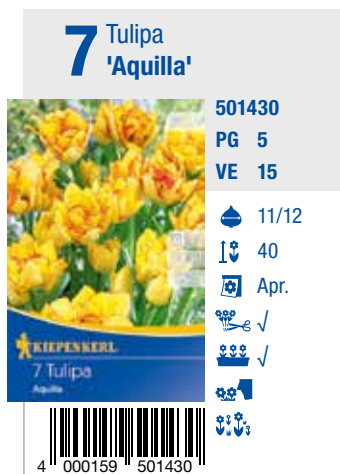 7 Tulipa
'Aquilla'
501430
PG 5
VE 15
11/12
40
Apr.
√
√
KIEPENKERL
7 Tulipa
Aquilla
4 000159 501430